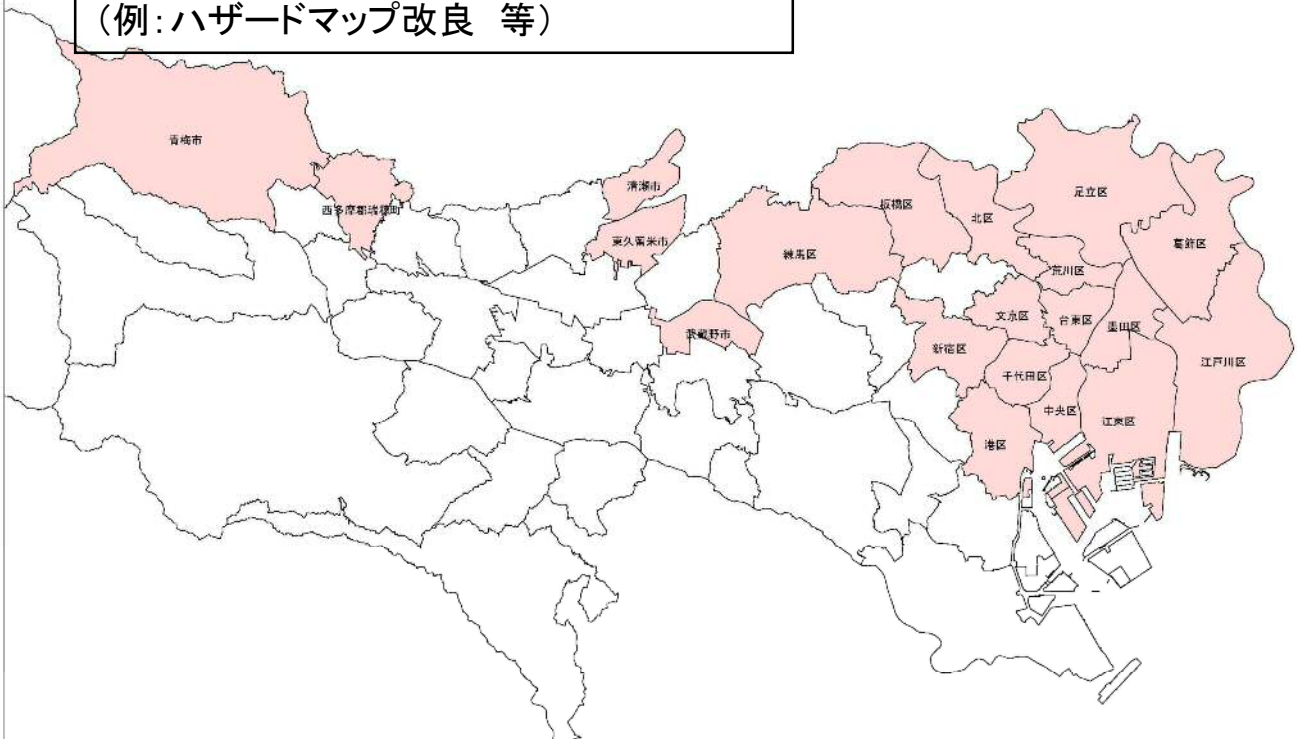 (例:ハザードマップ改良　等)
青梅市
西多摩郡瑞穂町
清瀬市
東久留米市
武蔵野市
練馬区
板橋区
北区
足立区
葛飾区
荒川区
文京区
台東区
墨田区
新宿区
千代田区
江戸川区
中央区
江東区
港区